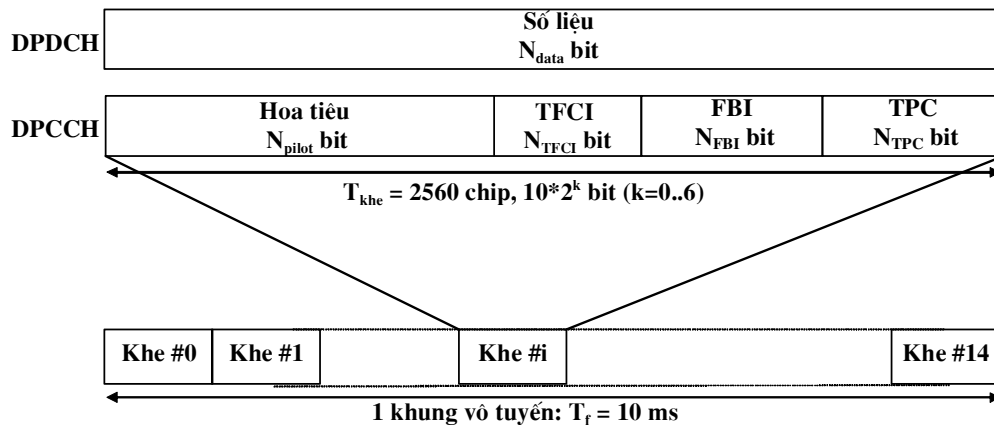 DPDCH
Số liệu
N_data bit
DPCCH
Hoa tiêu
N_pilot bit
TFCI
N_TFCI bit
FBI
N_FBI bit
TPC
N_TPC bit
T_khe = 2560 chip, 10*2^k bit (k=0..6)
Khe #0
Khe #1
Khe #i
Khe #14
1 khung vô tuyến: T_f = 10 ms